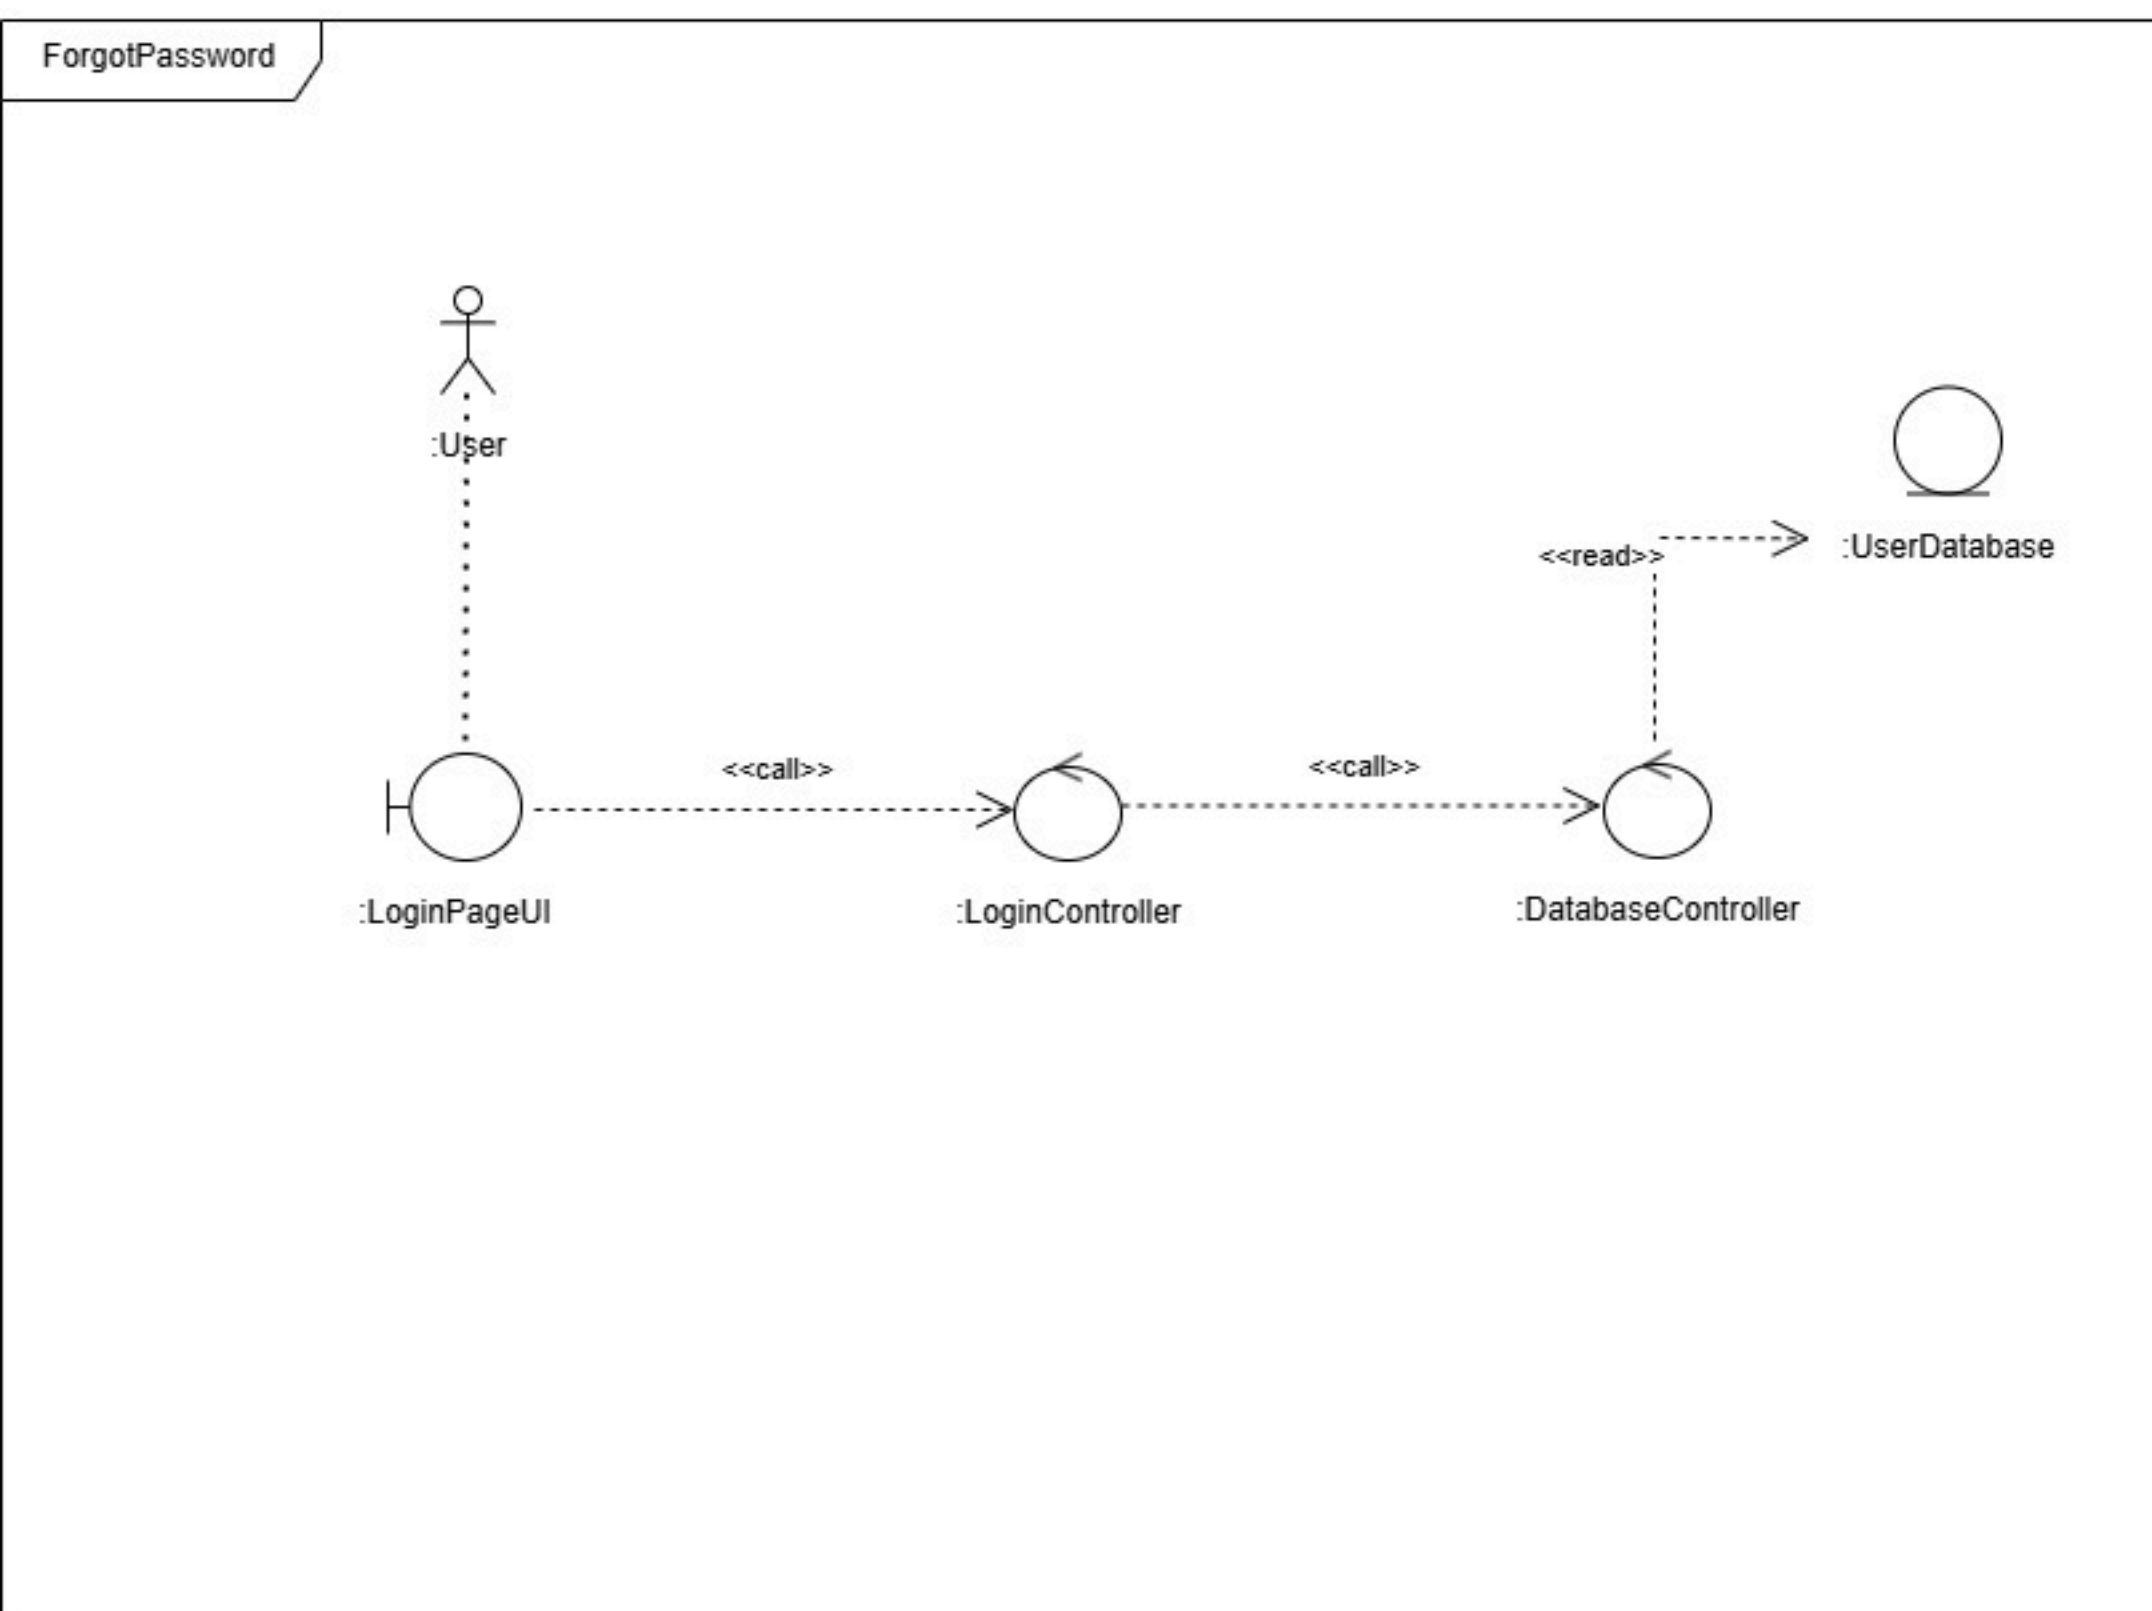 ForgotPassword
:User
:UserDatabase
<<read>>
<<call>>
<<call>>
:LoginPageUI
:LoginController
:DatabaseController